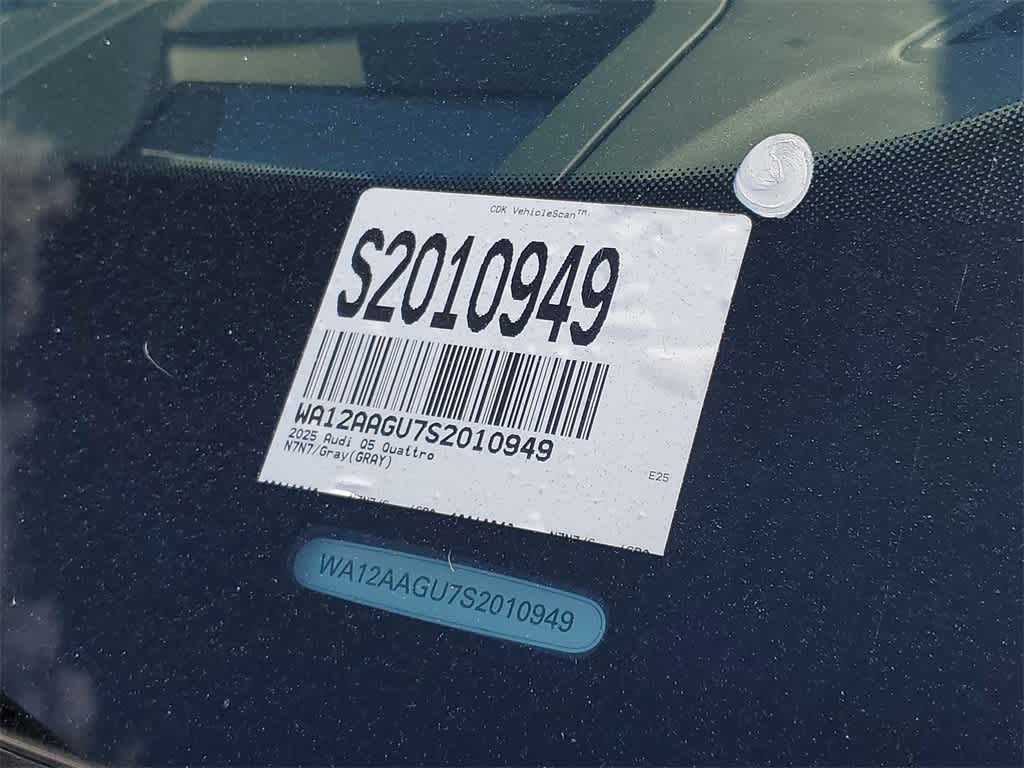 CDK VehicleScan™
S2010949
WA12AAGU7S2010949
2025 Audi Q5 Quattro
N7N7/Gray(GRAY)
E25
WA12AAGU7S2010949